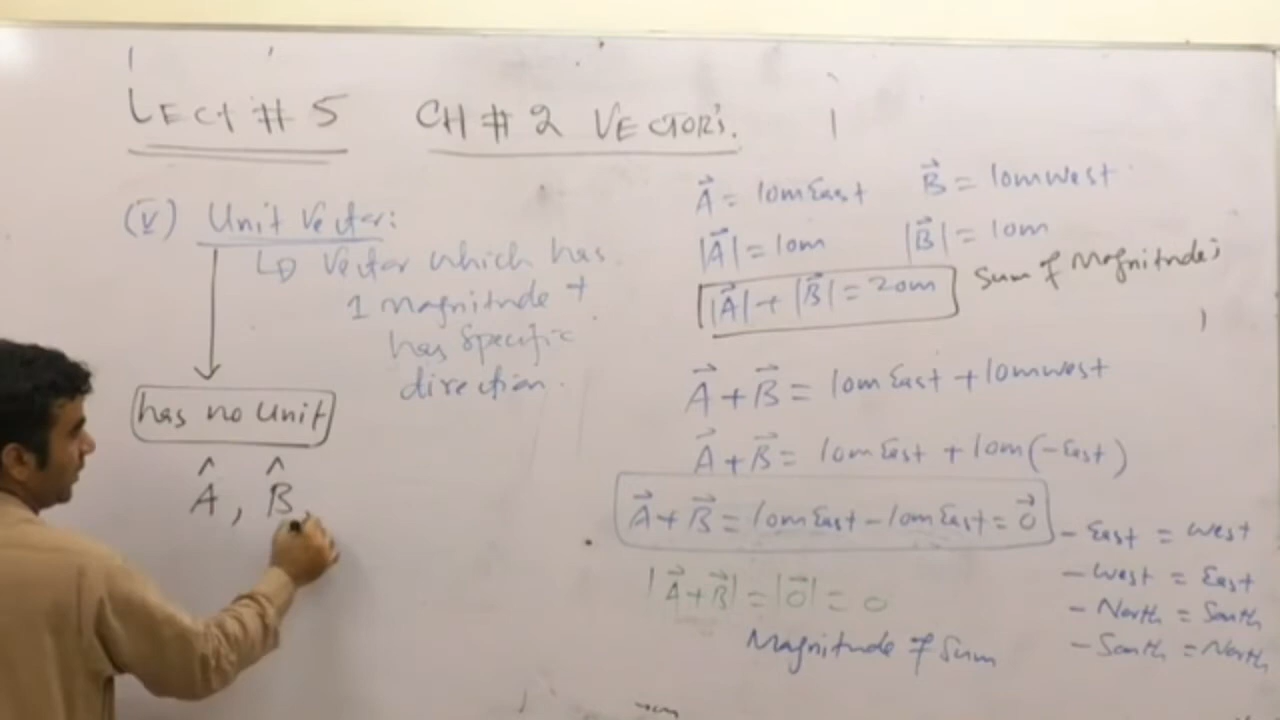 LECT # 5 CH # 2 VECTORS.
(V) Unit Vector:
↳ Vector which has
1 magnitude +
has specific
direction.
has no unit
Â, B̂
A⃗ = 10m East B⃗ = 10m west
|A⃗| = 10m |B⃗| = 10m
|A⃗| + |B⃗| = 20m Sum of Magnitudes
A⃗ + B⃗ = 10m East + 10m west
A⃗ + B⃗ = 10m East + 10m (-East)
A⃗ + B⃗ = 10m East - 10m East = 0⃗
|A⃗ + B⃗| = |0⃗| = 0
Magnitude of Sum
- East = west
- west = East
- North = South
- South = North